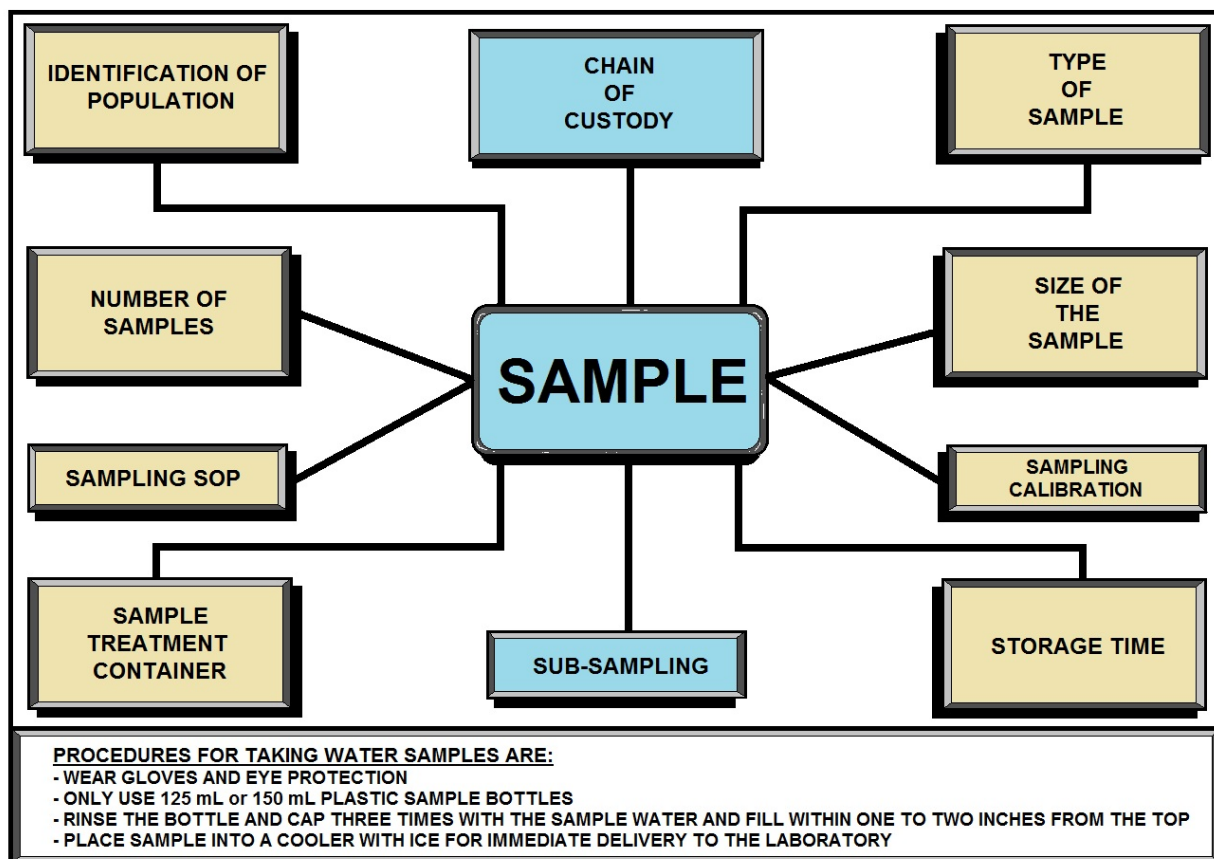 IDENTIFICATION OF
POPULATION
CHAIN
OF
CUSTODY
TYPE
OF
SAMPLE
NUMBER OF
SAMPLES
SIZE OF
THE
SAMPLE
SAMPLE
SAMPLING SOP
SAMPLING
CALIBRATION
SAMPLE
TREATMENT
CONTAINER
SUB-SAMPLING
STORAGE TIME
PROCEDURES FOR TAKING WATER SAMPLES ARE:
- WEAR GLOVES AND EYE PROTECTION
- ONLY USE 125 mL or 150 mL PLASTIC SAMPLE BOTTLES
- RINSE THE BOTTLE AND CAP THREE TIMES WITH THE SAMPLE WATER AND FILL WITHIN ONE TO TWO INCHES FROM THE TOP
- PLACE SAMPLE INTO A COOLER WITH ICE FOR IMMEDIATE DELIVERY TO THE LABORATORY